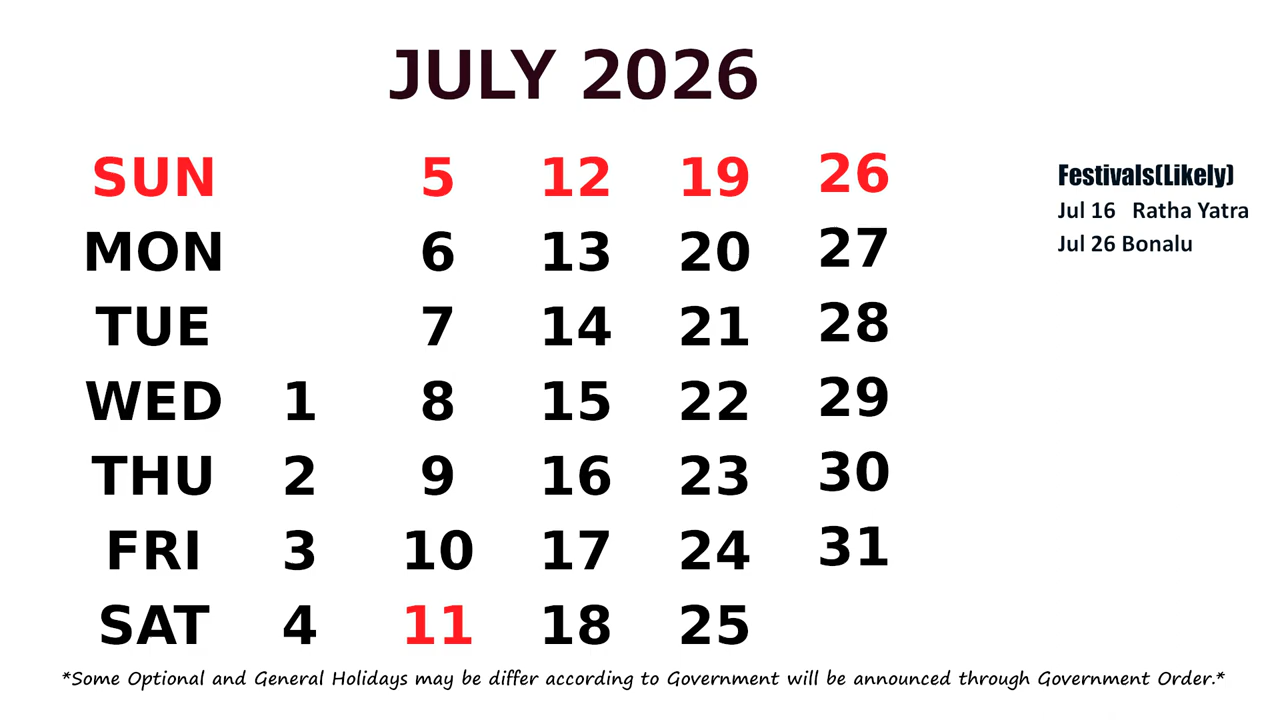 JULY 2026
SUN 5 12 19 26
MON 6 13 20 27
TUE 7 14 21 28
WED 1 8 15 22 29
THU 2 9 16 23 30
FRI 3 10 17 24 31
SAT 4 11 18 25
Festivals(Likely)
Jul 16 Ratha Yatra
Jul 26 Bonalu
*Some Optional and General Holidays may be differ according to Government will be announced through Government Order.*